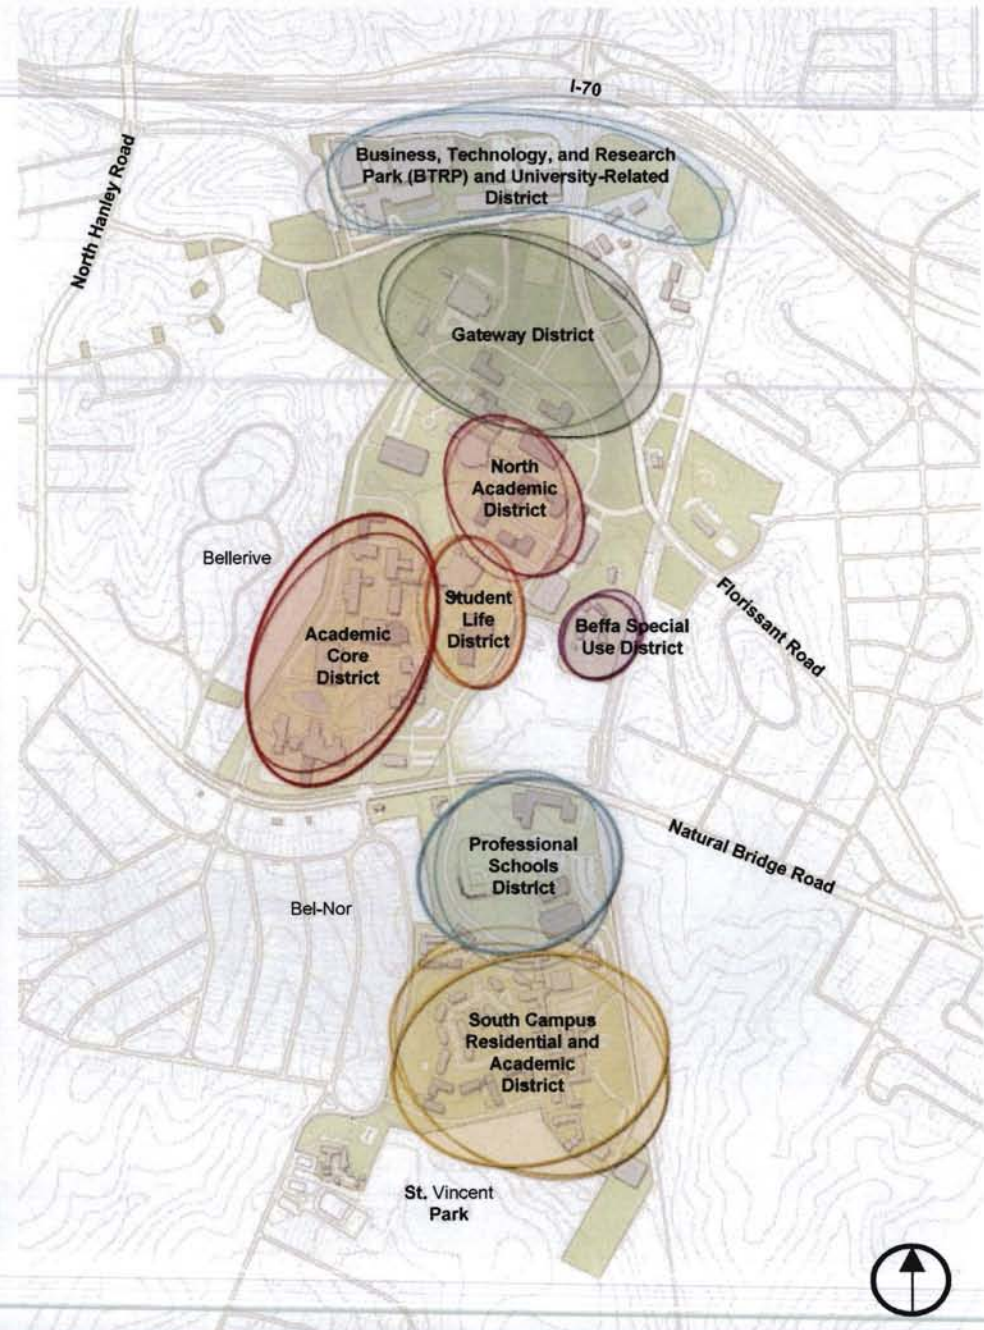 I-70
Business, Technology, and Research
Park (BTRP) and University-Related
District
North Hanley Road
Gateway District
North
Academic
District
Bellerive
Student
Life
District
Academic
Core
District
Beffa Special
Use District
Florissant Road
Professional
Schools
District
Natural Bridge Road
Bel-Nor
South Campus
Residential and
Academic
District
St. Vincent
Park